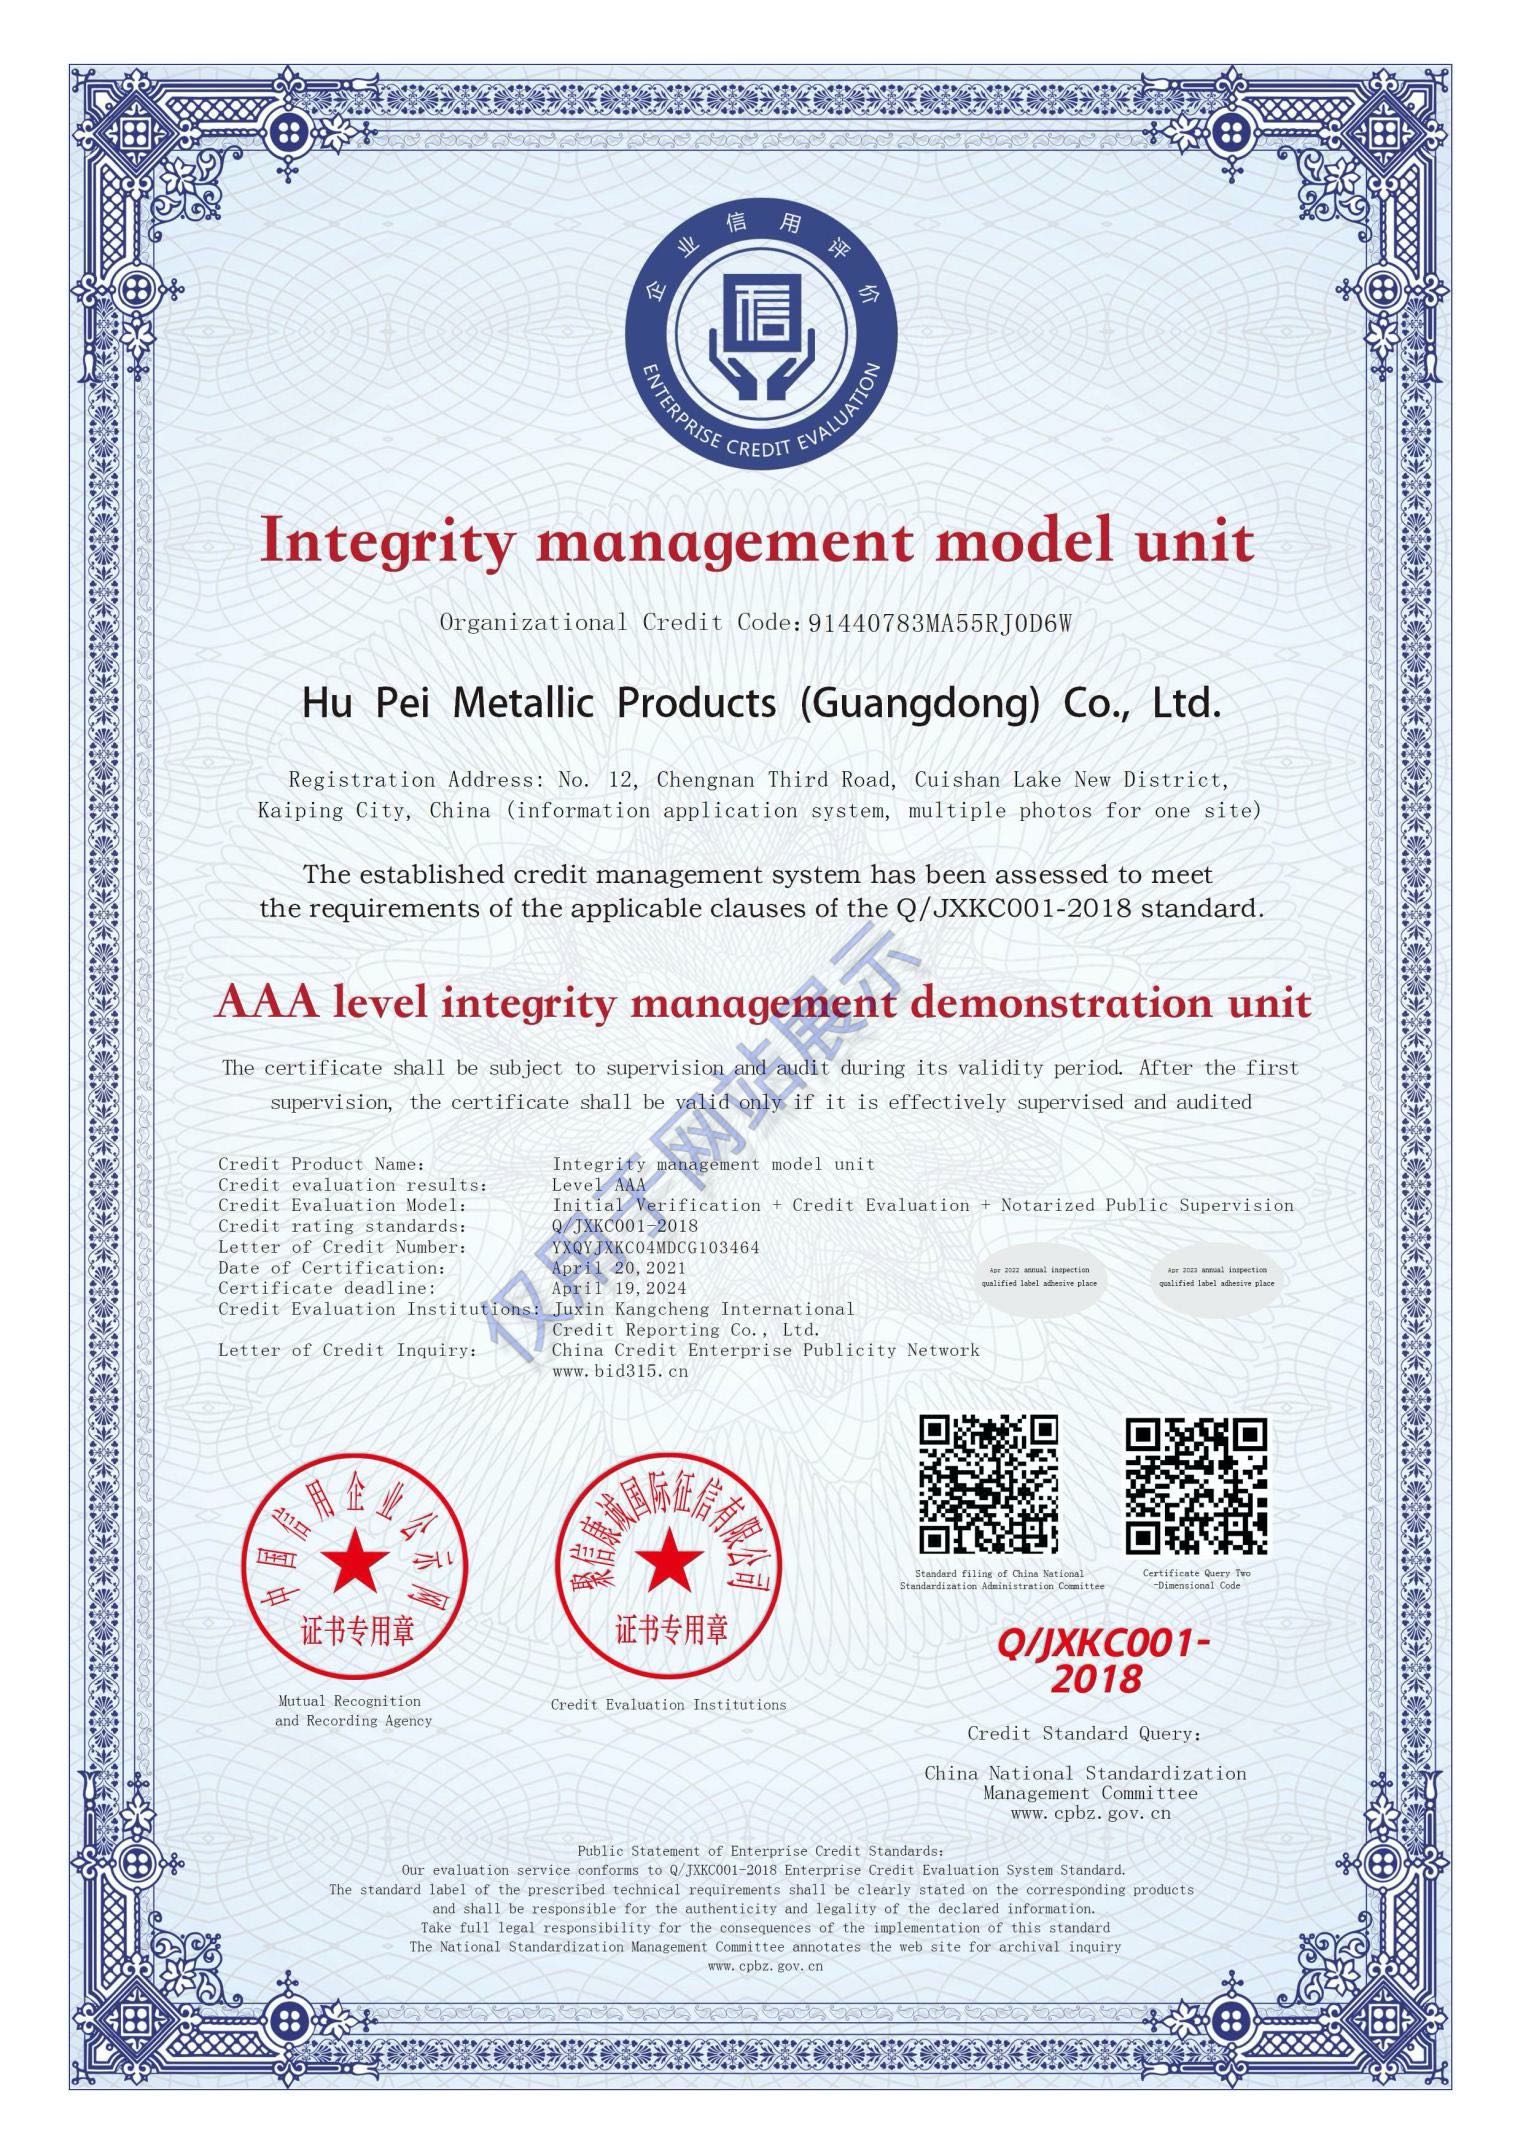 企业信用评价
ENTERPRISE CREDIT EVALUATION
Integrity management model unit
Organizational Credit Code: 91440783MA55RJ0D6W
Hu Pei Metallic Products (Guangdong) Co., Ltd.
Registration Address: No. 12, Chengnan Third Road, Cuishan Lake New District,
Kaiping City, China (information application system, multiple photos for one site)
The established credit management system has been assessed to meet
the requirements of the applicable clauses of the Q/JXKC001-2018 standard.
AAA level integrity management demonstration unit
The certificate shall be subject to supervision and audit during its validity period. After the first
supervision, the certificate shall be valid only if it is effectively supervised and audited
仅用于网站展示
Credit Product Name: Integrity management model unit
Credit evaluation results: Level AAA
Credit Evaluation Model: Initial Verification + Credit Evaluation + Notarized Public Supervision
Credit rating standards: Q/JXKC001-2018
Letter of Credit Number: YXQYJXKC04MDCG103464
Date of Certification: April 20,2021
Certificate deadline: April 19,2024
Credit Evaluation Institutions: Juxin Kangcheng International
Credit Reporting Co., Ltd.
Letter of Credit Inquiry: China Credit Enterprise Publicity Network
www.bid315.cn
Apr 2022 annual inspection
qualified label adhesive place
Apr 2023 annual inspection
qualified label adhesive place
中国信用企业公示网
证书专用章
Mutual Recognition
and Recording Agency
聚信康诚国际征信有限公司
证书专用章
Credit Evaluation Institutions
Standard filing of China National
Standardization Administration Committee
Certificate Query Two
-Dimensional Code
Q/JXKC001-
2018
Credit Standard Query:
China National Standardization
Management Committee
www.cpbz.gov.cn
Public Statement of Enterprise Credit Standards:
Our evaluation service conforms to Q/JXKC001-2018 Enterprise Credit Evaluation System Standard.
The standard label of the prescribed technical requirements shall be clearly stated on the corresponding products
and shall be responsible for the authenticity and legality of the declared information.
Take full legal responsibility for the consequences of the implementation of this standard
The National Standardization Management Committee annotates the web site for archival inquiry
www.cpbz.gov.cn